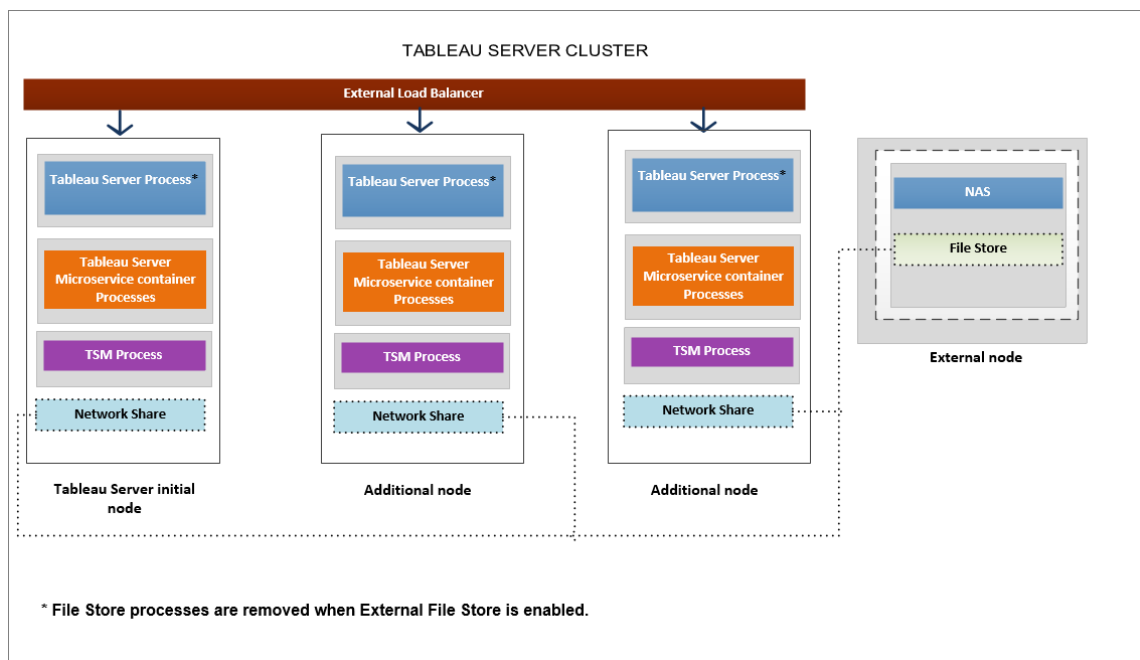 TABLEAU SERVER CLUSTER
External Load Balancer
Tableau Server Process*
Tableau Server
Microservice container
Processes
TSM Process
Network Share
Tableau Server initial
node
Tableau Server Process*
Tableau Server
Microservice container
Processes
TSM Process
Network Share
Additional node
Tableau Server Process*
Tableau Server
Microservice container
Processes
TSM Process
Network Share
Additional node
NAS
File Store
External node
* File Store processes are removed when External File Store is enabled.